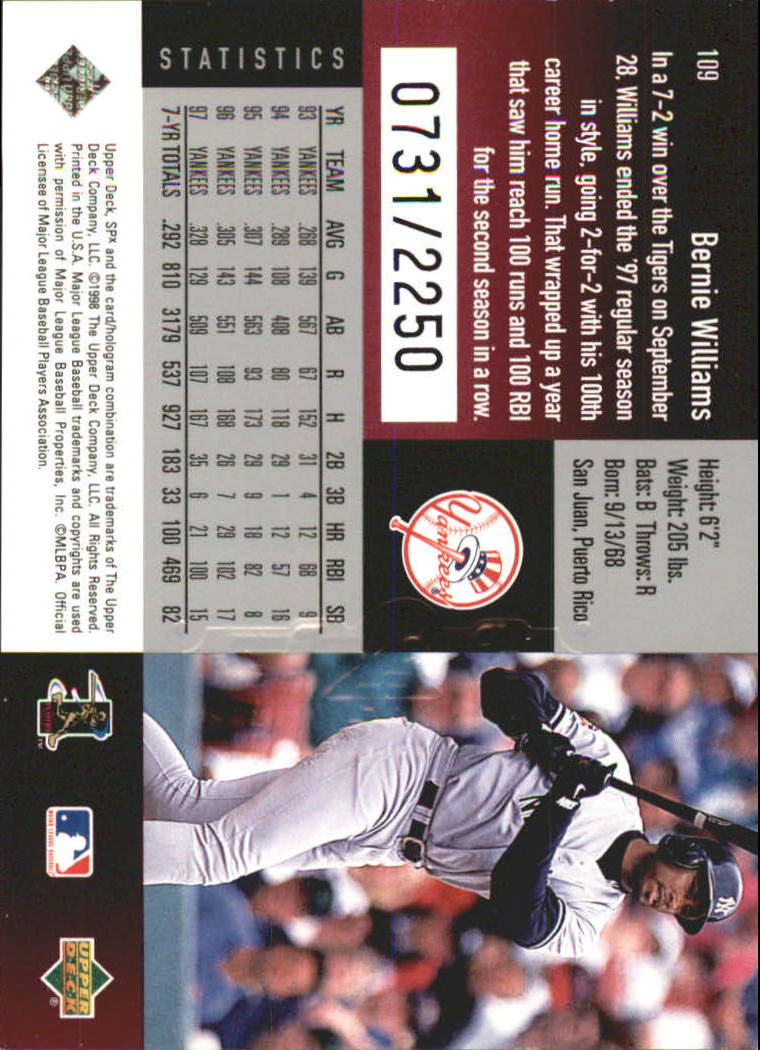 109
Bernie Williams
In a 7-2 win over the Tigers on September
28, Williams ended the '97 regular season
in style, going 2-for-2 with his 100th
career home run. That wrapped up a year
that saw him reach 100 runs and 100 RBI
for the second season in a row.
0731/2250
Height: 6'2"
Weight: 205 lbs.
Bats: B Throws: R
Born: 9/13/68
San Juan, Puerto Rico
Yankees
STATISTICS
YR TEAM AVG G AB R H 2B 3B HR RBI SB
93 YANKEES .268 139 567 67 152 31 4 12 68 9
94 YANKEES .289 108 408 80 118 29 1 12 57 16
95 YANKEES .307 144 563 93 173 29 9 18 82 8
96 YANKEES .305 143 551 108 168 26 7 29 102 17
97 YANKEES .328 129 509 107 167 35 6 21 100 15
7-YR TOTALS .292 810 3179 537 927 183 33 100 469 82
Upper Deck, SPx and the card/hologram combination are trademarks of The Upper
Deck Company, LLC. ©1998 The Upper Deck Company, LLC. All Rights Reserved.
Printed in the U.S.A. Major League Baseball trademarks and copyrights are used
with permission of Major League Baseball Properties, Inc. ©MLBPA Official
Licensee of Major League Baseball Players Association.
NY
MAJOR LEAGUE BASEBALL
UPPER
DECK